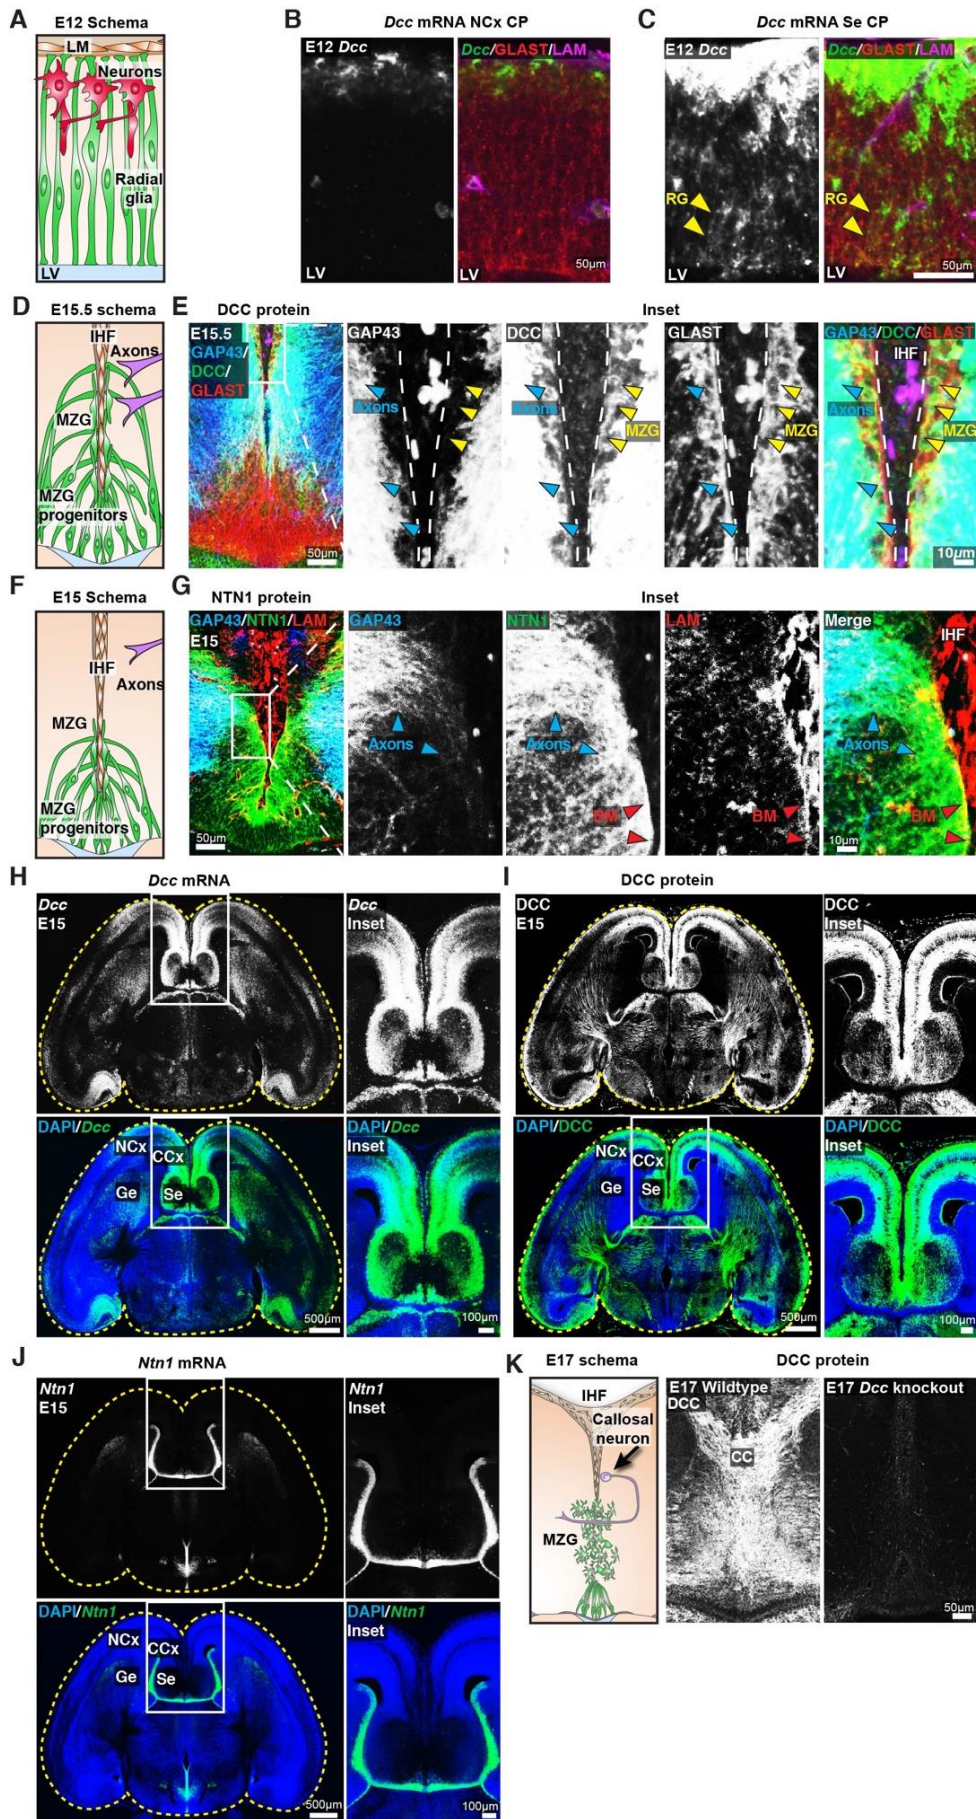 A
E12 Schema
LM
Neurons
Radial
glia
LV
B
Dcc mRNA NCx CP
E12 Dcc
LV
Dcc/GLAST/LAM
50µm
C
Dcc mRNA Se CP
E12 Dcc
RG
LV
Dcc/GLAST/LAM
RG
50µm
D
E15.5 schema
IHF
Axons
MZG
MZG
progenitors
E
DCC protein
Inset
E15.5
GAP43/
DCC/
GLAST
50µm
GAP43
Axons
DCC
Axons
MZG
GLAST
MZG
GAP43/DCC/GLAST
IHF
Axons
MZG
10µm
F
E15 Schema
IHF
Axons
MZG
MZG
progenitors
G
NTN1 protein
Inset
GAP43/NTN1/LAM
E15
50µm
GAP43
Axons
NTN1
Axons
BM
LAM
BM
Merge
IHF
Axons
BM
10µm
H
Dcc mRNA
Dcc
E15
Dcc
Inset
DAPI/Dcc
NCx
CCx
Ge
Se
500µm
DAPI/Dcc
Inset
100µm
I
DCC protein
DCC
E15
DCC
Inset
DAPI/DCC
NCx
CCx
Ge
Se
500µm
DAPI/DCC
Inset
100µm
J
Ntn1 mRNA
Ntn1
E15
Ntn1
Inset
DAPI/Ntn1
NCx
CCx
Ge
Se
500µm
DAPI/Ntn1
Inset
100µm
K
E17 schema
IHF
Callosal
neuron
MZG
DCC protein
E17 Wildtype
DCC
CC
E17 Dcc knockout
50µm